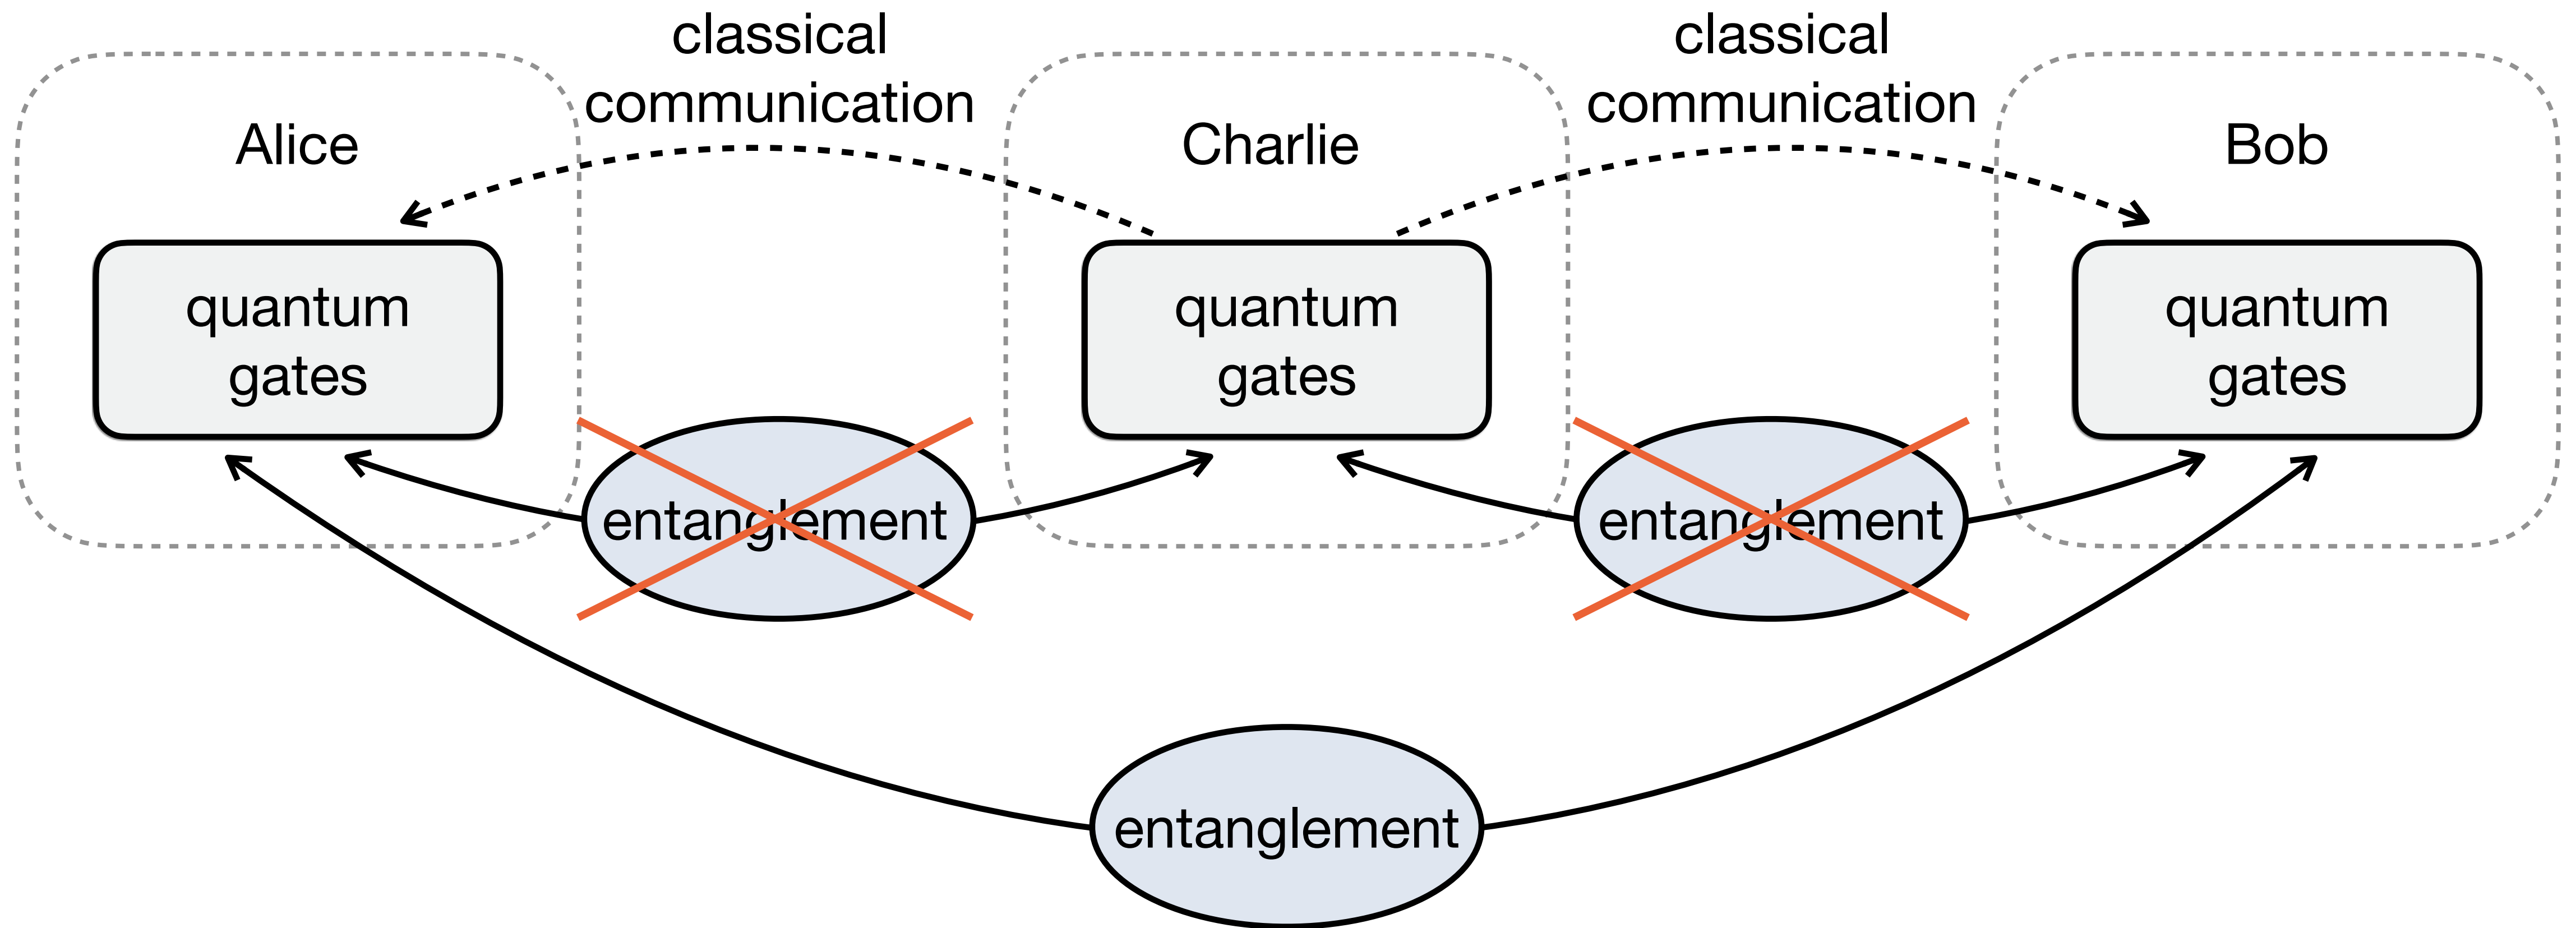 classical
communication
classical
communication
Alice
Charlie
Bob
quantum
gates
quantum
gates
quantum
gates
entanglement
entanglement
entanglement